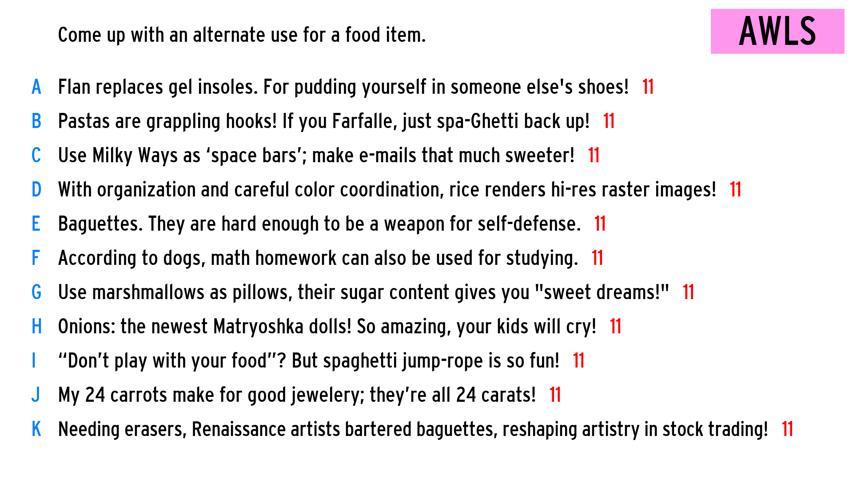 Come up with an alternate use for a food item.
AWLS
A Flan replaces gel insoles. For pudding yourself in someone else's shoes! 11
B Pastas are grappling hooks! If you Farfalle, just spa-Ghetti back up! 11
C Use Milky Ways as ‘space bars’; make e-mails that much sweeter! 11
D With organization and careful color coordination, rice renders hi-res raster images! 11
E Baguettes. They are hard enough to be a weapon for self-defense. 11
F According to dogs, math homework can also be used for studying. 11
G Use marshmallows as pillows, their sugar content gives you "sweet dreams!" 11
H Onions: the newest Matryoshka dolls! So amazing, your kids will cry! 11
I “Don’t play with your food”? But spaghetti jump-rope is so fun! 11
J My 24 carrots make for good jewelery; they’re all 24 carats! 11
K Needing erasers, Renaissance artists bartered baguettes, reshaping artistry in stock trading! 11